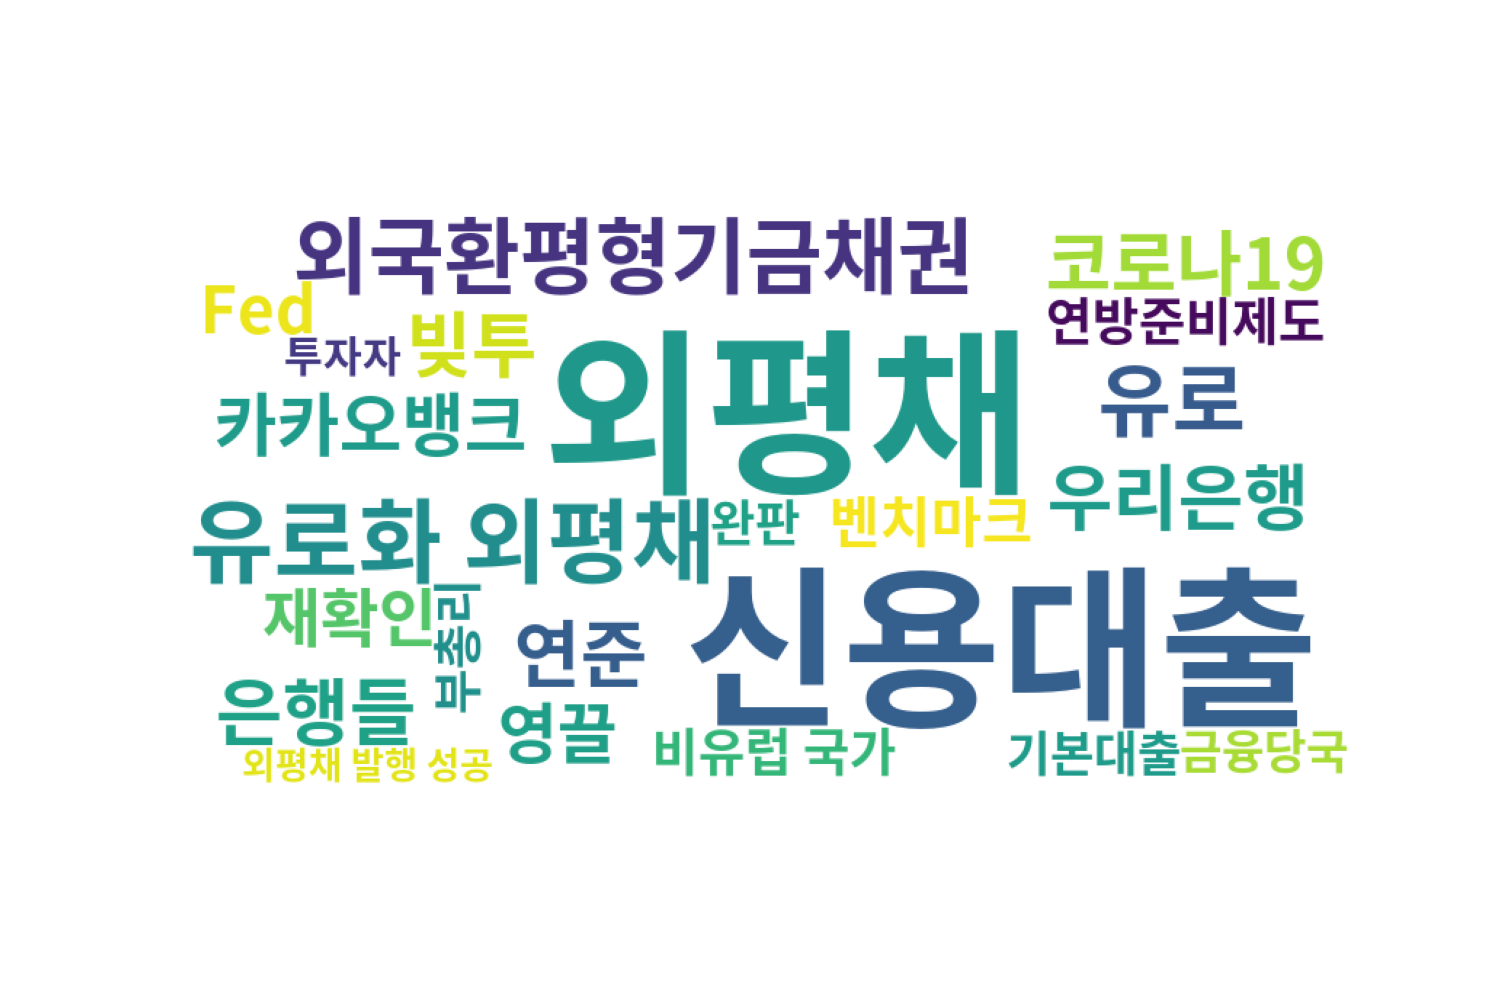 외국환평형기금채권
코로나19
Fed
연방준비제도
빚투
투자자
외평채
유로
카카오뱅크
우리은행
유로화 외평채
완판
벤치마크
재확인
부총리
연준
신용대출
은행들
영끌
비유럽 국가
기본대출
금융당국
외평채 발행 성공